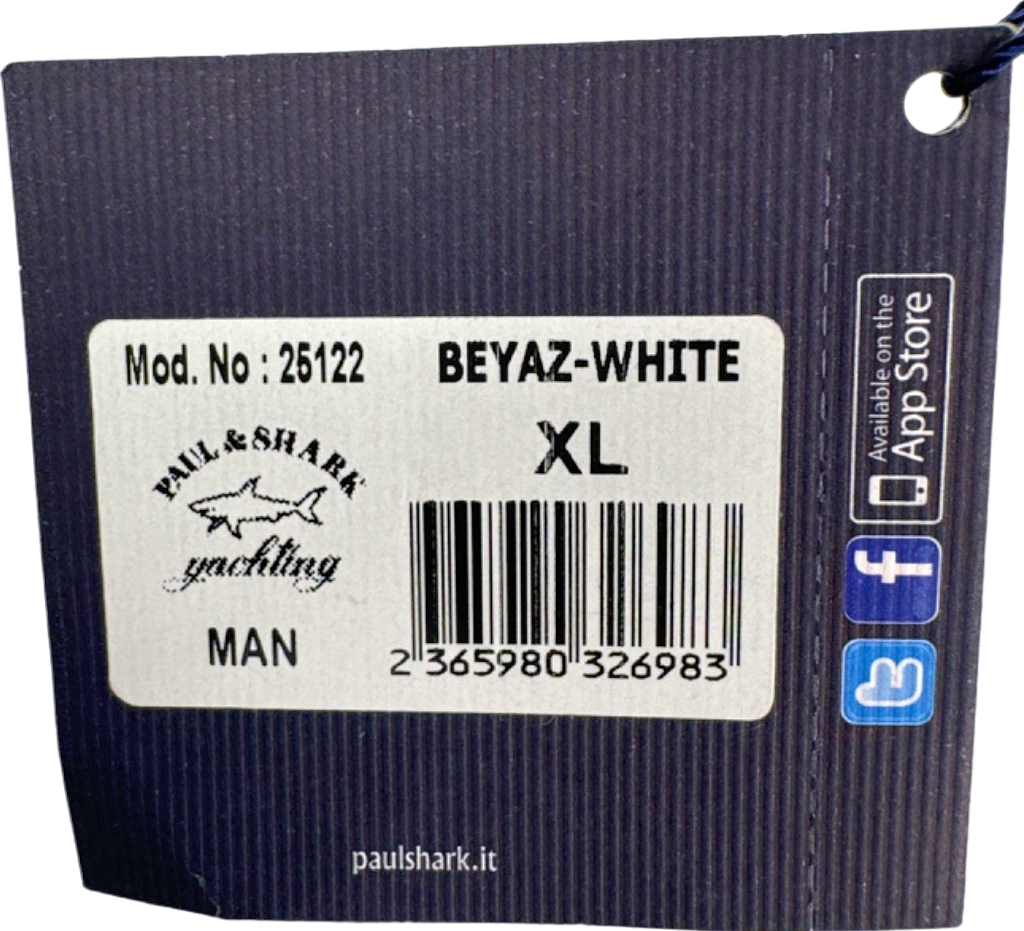 Mod. No : 25122
BEYAZ-WHITE
XL
PAUL & SHARK
yachting
MAN
2 365980 326983
Available on the
App Store
f
t
paulshark.it